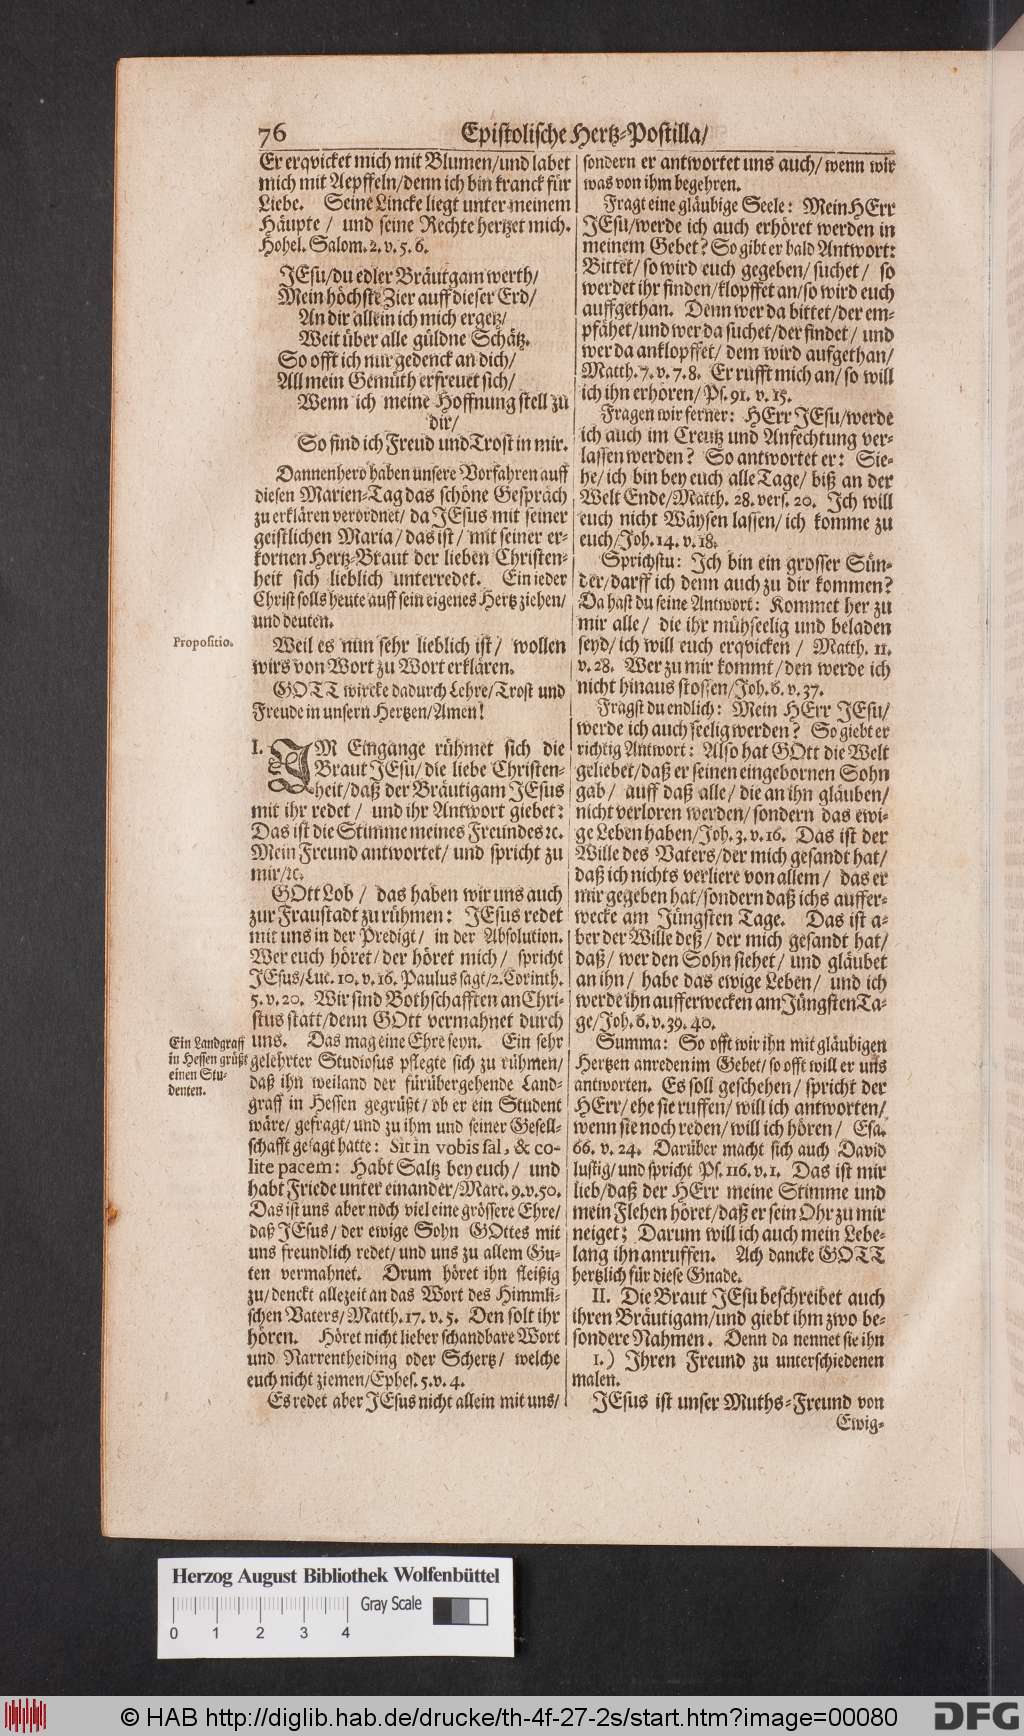 76
Epistolische Hertz-Postilla/
Er erqvicket mich mit Blumen/und labet
mich mit Aepffeln/denn ich bin kranck für
Liebe. Seine Lincke liegt unter meinem
Häupte/ und seine Rechte hertzet mich.
Hohel. Salom. 2. v. 5. 6.
JEsu/du edler Bräutgam werth/
Mein höchste Zier auff dieser Erd/
An dir allein ich mich ergetz/
Weit über alle güldne Schätz.
So offt ich nur gedenck an dich/
All mein Gemüth erfreuet sich/
Wenn ich meine Hoffnung stell zu
dir/
So find ich Freud und Trost in mir.
Dannenhero haben unsere Vorfahren auff
diesen Marien-Tag das schöne Gespräch
zu erklären verordnet/ da JEsus mit seiner
geistlichen Maria/ das ist/ mit seiner er-
kornen Hertz-Braut der lieben Christen-
heit sich lieblich unterredet. Ein ieder
Christ solls heute auff sein eigenes Hertz ziehen/
und deuten.
Propositio.
Weil es nun sehr lieblich ist/ wollen
wirs von Wort zu Wort erklären.
GOTT wircke dadurch Lehre/Trost und
Freude in unsern Hertzen/Amen!
I. IM Eingange rühmet sich die
Braut JEsu/die liebe Christen-
heit/daß der Bräutigam JEsus
mit ihr redet/ und ihr Antwort giebet:
Das ist die Stimme meines Freundes ꝛc.
Mein Freund antwortet/ und spricht zu
mir/ꝛc.
GOtt Lob/ das haben wir uns auch
zur Fraustadt zu rühmen: JEsus redet
mit uns in der Predigt/ in der Absolution.
Wer euch höret/der höret mich/ spricht
JEsus/Luc. 10. v. 16. Paulus sagt/2. Corinth.
5. v. 20. Wir sind Bothschafften an Chri-
stus statt/denn GOtt vermahnet durch
uns. Das mag eine Ehre seyn. Ein sehr
Ein Landgraff
in Hessen grüßt
einen Stu-
denten.
gelehrter Studiosus pflegte sich zu rühmen/
daß ihn weiland der fürübergehende Land-
graff in Hessen gegrüßt/ ob er ein Student
wäre/ gefragt/und zu ihm und seiner Gesell-
schafft gesagt hatte: Sit in vobis sal, & co-
lite pacem: Habt Saltz bey euch/ und
habt Friede unter einander/Marc. 9. v. 50.
Das ist uns aber noch viel eine grössere Ehre/
daß JEsus/ der ewige Sohn GOttes mit
uns freundlich redet/und uns zu allem Gu-
ten vermahnet. Drum höret ihn fleißig
zu/denckt allezeit an das Wort des Himmli-
schen Vaters/Matth. 17. v. 5. Den solt ihr
hören. Höret nicht lieber schandbare Wort
und Narrentheiding oder Schertz/ welche
euch nicht ziemen/Ephes. 5. v. 4.
Es redet aber JEsus nicht allein mit uns/
sondern er antwortet uns auch/ wenn wir
was von ihm begehren.
Fragt eine gläubige Seele: Mein HErr
JEsu/werde ich auch erhöret werden in
meinem Gebet? So gibt er bald Antwort:
Bittet/ so wird euch gegeben/ suchet/ so
werdet ihr finden/klopffet an/so wird euch
auffgethan. Denn wer da bittet/der em-
pfähet/und wer da suchet/der findet/ und
wer da anklopffet/ dem wird aufgethan/
Matth. 7. v. 7. 8. Er rufft mich an/ so will
ich ihn erhören/ Ps. 91. v. 15.
Fragen wir ferner: HErr JEsu/werde
ich auch im Creutz und Anfechtung ver-
lassen werden? So antwortet er: Sie-
he/ ich bin bey euch alle Tage/ biß an der
Welt Ende/Matth. 28. vers. 20. Ich will
euch nicht Wäysen lassen/ ich komme zu
euch/Joh. 14. v. 18.
Sprichstu: Ich bin ein grosser Sün-
der/darff ich denn auch zu dir kommen?
Da hast du seine Antwort: Kommet her zu
mir alle/ die ihr mühseelig und beladen
seyd/ich will euch erqvicken/ Matth. 11.
v. 28. Wer zu mir kommt/den werde ich
nicht hinaus stossen/Joh. 6. v. 37.
Fragst du endlich: Mein HErr JEsu/
werde ich auch seelig werden? So giebt er
richtig Antwort: Also hat GOtt die Welt
geliebet/daß er seinen eingebornen Sohn
gab/ auff daß alle/ die an ihn gläuben/
nicht verloren werden/ sondern das ewi-
ge Leben haben/Joh. 3. v. 16. Das ist der
Wille des Vaters/der mich gesandt hat/
daß ich nichts verliere von allem/ das er
mir gegeben hat/sondern daß ichs auffer-
wecke am Jüngsten Tage. Das ist a-
ber der Wille deß/ der mich gesandt hat/
daß/ wer den Sohn siehet/ und gläubet
an ihn/ habe das ewige Leben/ und ich
werde ihn aufferwecken am Jüngsten Ta-
ge/Joh. 6. v. 39. 40.
Summa: So offt wir ihn mit gläubigen
Hertzen anreden im Gebet/ so offt will er uns
antworten. Es soll geschehen/ spricht der
HErr/ ehe sie ruffen/ will ich antworten/
wenn sie noch reden/ will ich hören/ Esa.
66. v. 24. Darüber macht sich auch David
lustig/und spricht Ps. 116. v. 1. Das ist mir
lieb/daß der HErr meine Stimme und
mein Flehen höret/daß er sein Ohr zu mir
neiget; Darum will ich auch mein Lebe-
lang ihn anruffen. Ach dancke GOTT
hertzlich für diese Gnade.
II. Die Braut JEsu beschreibet auch
ihren Bräutigam/und giebt ihm zwo be-
sondere Nahmen. Denn da nennet sie ihn
1.) Ihren Freund zu unterschiedenen
malen.
JEsus ist unser Muths-Freund von
Ewig-
Herzog August Bibliothek Wolfenbüttel
Gray Scale
0 1 2 3 4
© HAB http://diglib.hab.de/drucke/th-4f-27-2s/start.htm?image=00080
DFG